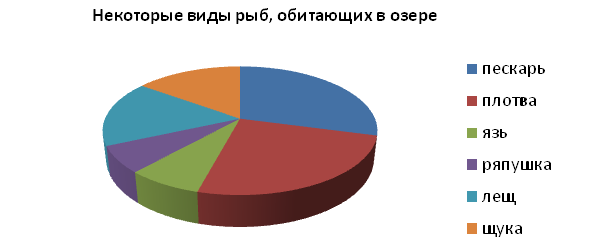 Некоторые виды рыб, обитающих в озере
пескарь
плотва
язь
ряпушка
лещ
щука